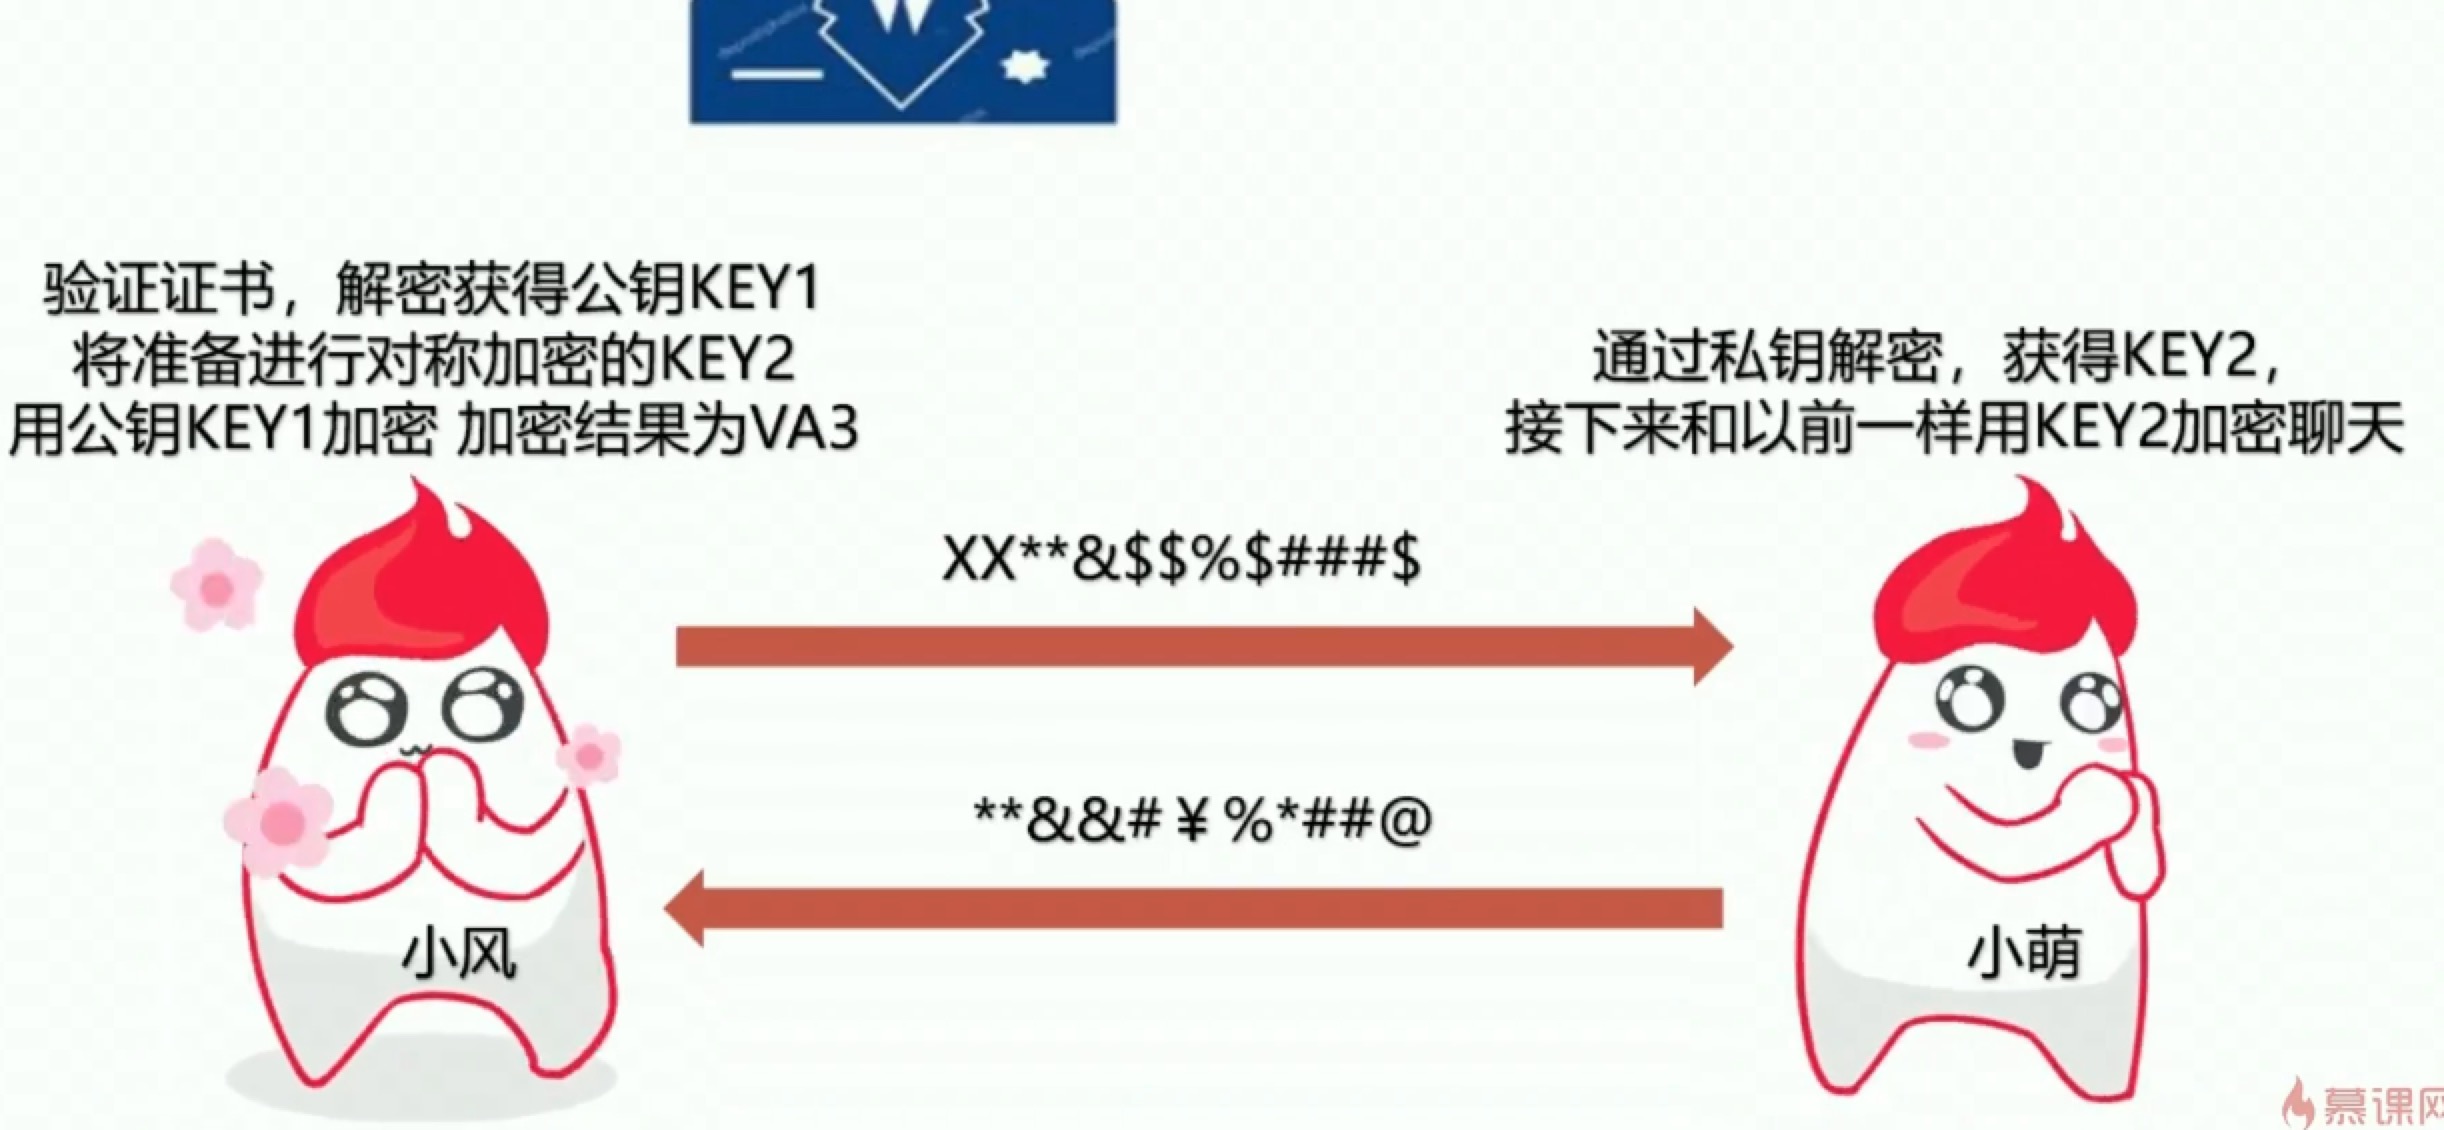 验证证书，解密获得公钥KEY1
将准备进行对称加密的KEY2
用公钥KEY1加密 加密结果为VA3
通过私钥解密，获得KEY2，
接下来和以前一样用KEY2加密聊天
XX**&$$%$###$
**&&#￥%*##@
小风
小萌
慕课网